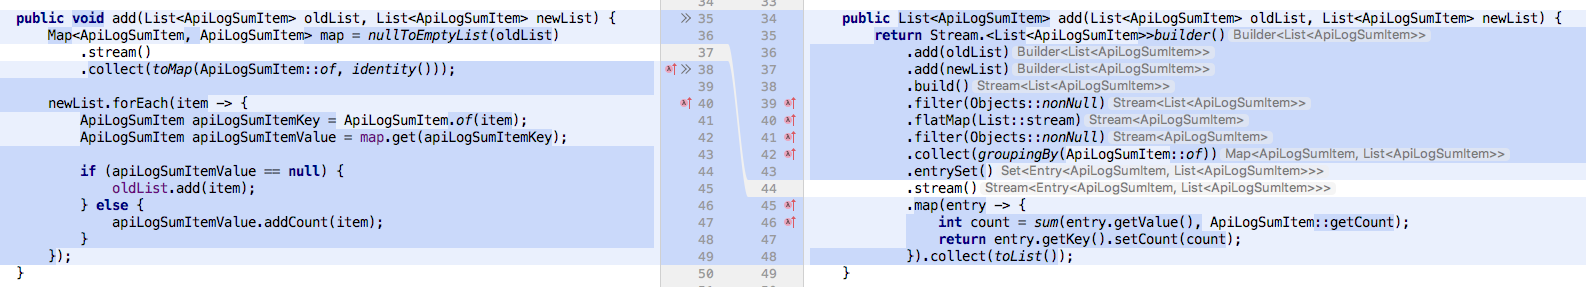 public void add(List<ApiLogSumItem> oldList, List<ApiLogSumItem> newList) {
Map<ApiLogSumItem, ApiLogSumItem> map = nullToEmptyList(oldList)
.stream()
.collect(toMap(ApiLogSumItem::of, identity()));
newList.forEach(item -> {
ApiLogSumItem apiLogSumItemKey = ApiLogSumItem.of(item);
ApiLogSumItem apiLogSumItemValue = map.get(apiLogSumItemKey);
if (apiLogSumItemValue == null) {
oldList.add(item);
} else {
apiLogSumItemValue.addCount(item);
}
});
}
34 33
35 34
36 35
37 36
38 37
39 38
40 39
41 40
42 41
43 42
44 43
45 44
46 45
47 46
48 47
49 48
50 49
public List<ApiLogSumItem> add(List<ApiLogSumItem> oldList, List<ApiLogSumItem> newList) {
return Stream.<List<ApiLogSumItem>>builder() Builder<List<ApiLogSumItem>>
.add(oldList) Builder<List<ApiLogSumItem>>
.add(newList) Builder<List<ApiLogSumItem>>
.build() Stream<List<ApiLogSumItem>>
.filter(Objects::nonNull) Stream<List<ApiLogSumItem>>
.flatMap(List::stream) Stream<ApiLogSumItem>
.filter(Objects::nonNull) Stream<ApiLogSumItem>
.collect(groupingBy(ApiLogSumItem::of)) Map<ApiLogSumItem, List<ApiLogSumItem>>
.entrySet() Set<Entry<ApiLogSumItem, List<ApiLogSumItem>>>
.stream() Stream<Entry<ApiLogSumItem, List<ApiLogSumItem>>>
.map(entry -> {
int count = sum(entry.getValue(), ApiLogSumItem::getCount);
return entry.getKey().setCount(count);
}).collect(toList());
}